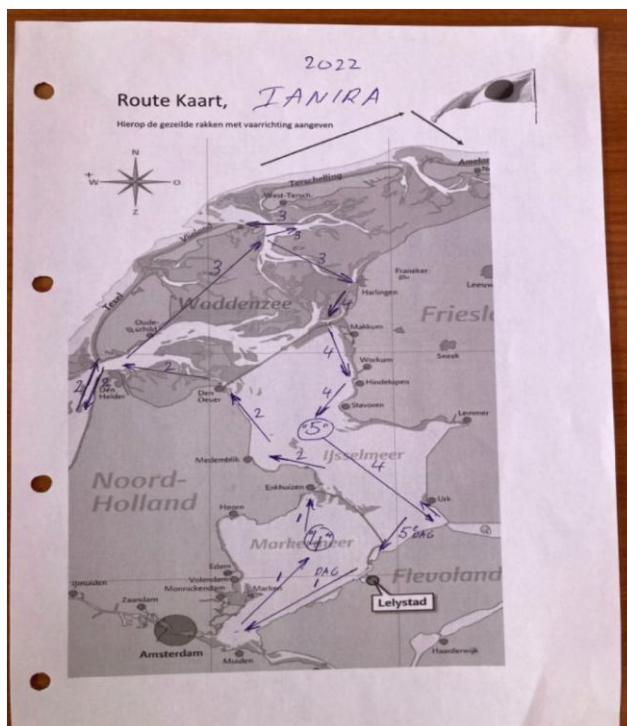 2022
Route Kaart, IANIRA
Hierop de gezeilde rakken met vaarrichting aangeven
N
W O
Z
Terschelling
West-Tersch.
Vlieland
3
3
3
3
Texel
Waddenzee
Harlingen
Franeker
Leeuw
Friesl
4
Makkum
Oude-
schild
4
Workum
Sneek
2 2
Den
Helder
2
Den
Oever
4
Hindelopen
Stavoren
Lemmer
2
"5"
IJsselmeer
Medemblik
2
4
Noord-
Holland
Enkhuizen
Urk
Hoorn
1
"1"
5e DAG
Markermeer
Edam
Volendam
Monnickendam
Marken
1
1 DAG
Flevoland
Lelystad
IJmuiden
Zaandam
Amsterdam
Muiden
Haarderwijk